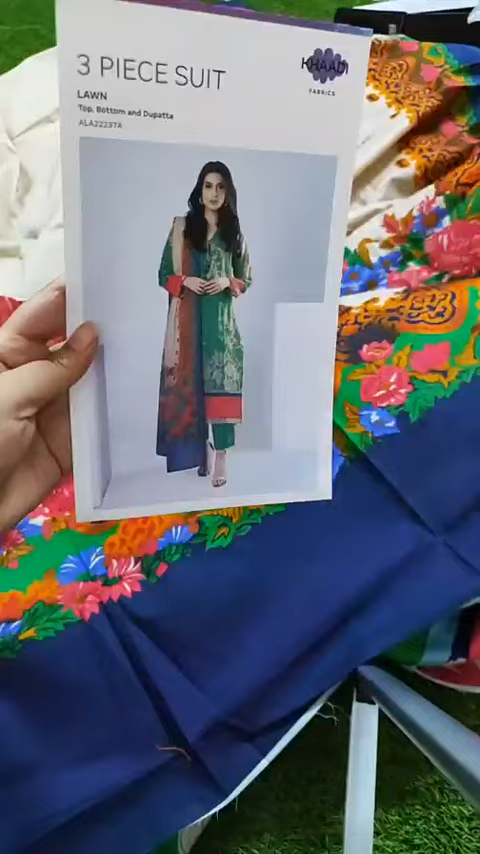 3 PIECE SUIT
LAWN
Top, Bottom and Dupatta
ALA22237A
KHAADI
FABRICS